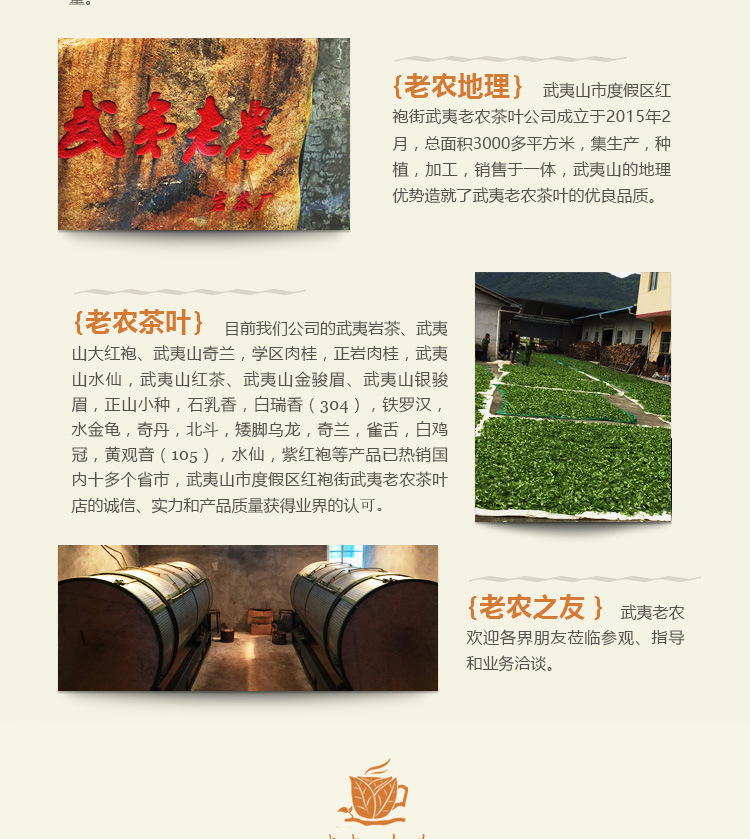 量。
武夷老農
岩茶厂
{老农地理} 武夷山市度假区红
袍街武夷老农茶叶公司成立于2015年2
月，总面积3000多平方米，集生产，种
植，加工，销售于一体，武夷山的地理
优势造就了武夷老农茶叶的优良品质。
{老农茶叶} 目前我们公司的武夷岩茶、武夷
山大红袍、武夷山奇兰，学区肉桂，正岩肉桂，武夷
山水仙，武夷山红茶、武夷山金骏眉、武夷山银骏
眉，正山小种，石乳香，白瑞香（304），铁罗汉，
水金龟，奇丹，北斗，矮脚乌龙，奇兰，雀舌，白鸡
冠，黄观音（105），水仙，紫红袍等产品已热销国
内十多个省市，武夷山市度假区红袍街武夷老农茶叶
店的诚信、实力和产品质量获得业界的认可。
{老农之友 } 武夷老农
欢迎各界朋友莅临参观、指导
和业务洽谈。